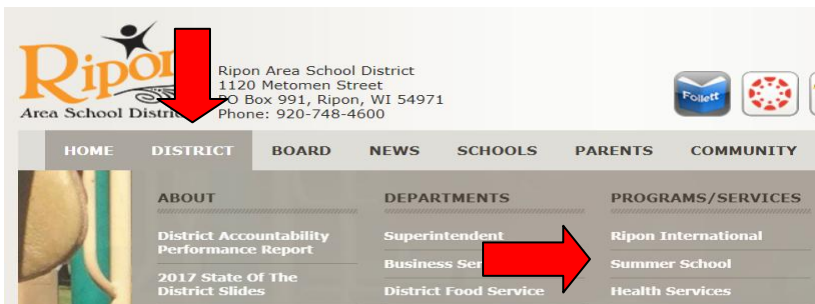 Ripon
Area School District
Ripon Area School District
1120 Metomen Street
PO Box 991, Ripon, WI 54971
Phone: 920-748-4600
Follett
HOME DISTRICT BOARD NEWS SCHOOLS PARENTS COMMUNITY
ABOUT
District Accountability
Performance Report
2017 State Of The
District Slides
DEPARTMENTS
Superintendent
Business
District Food Service
PROGRAMS/SERVICES
Ripon International
Summer School
Health Services